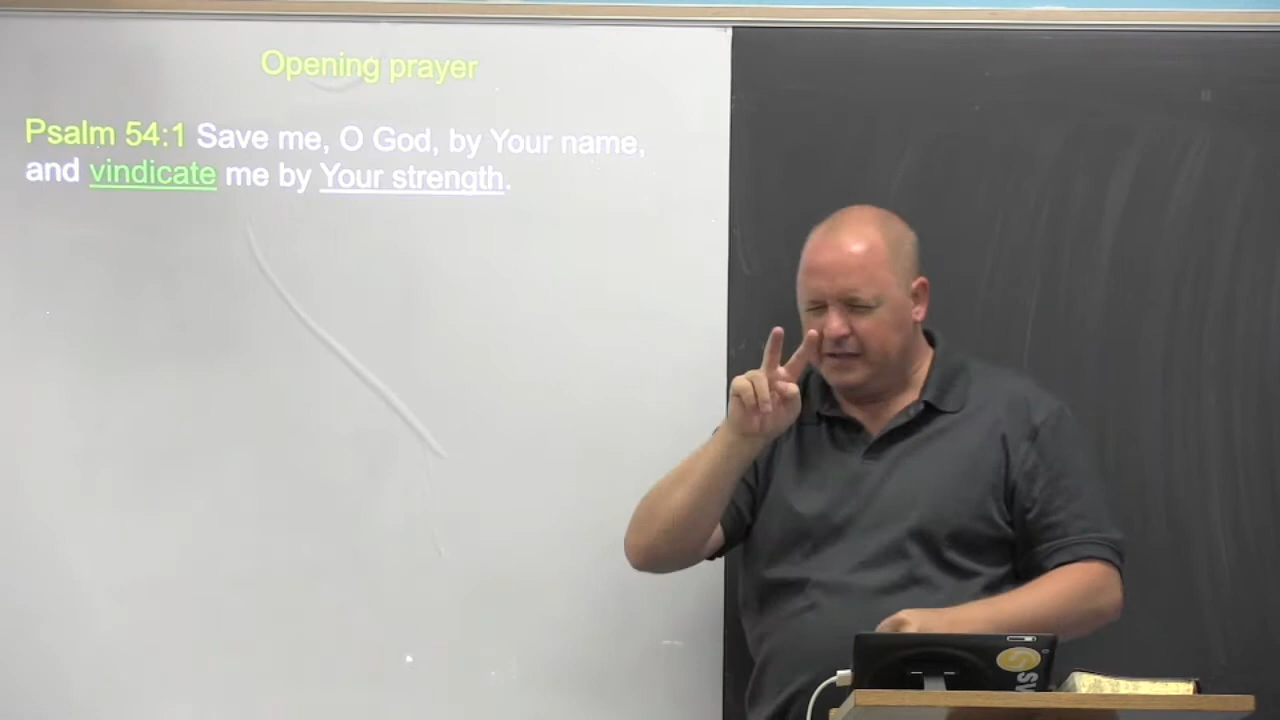 Opening prayer
Psalm 54:1 Save me, O God, by Your name,
and vindicate me by Your strength.